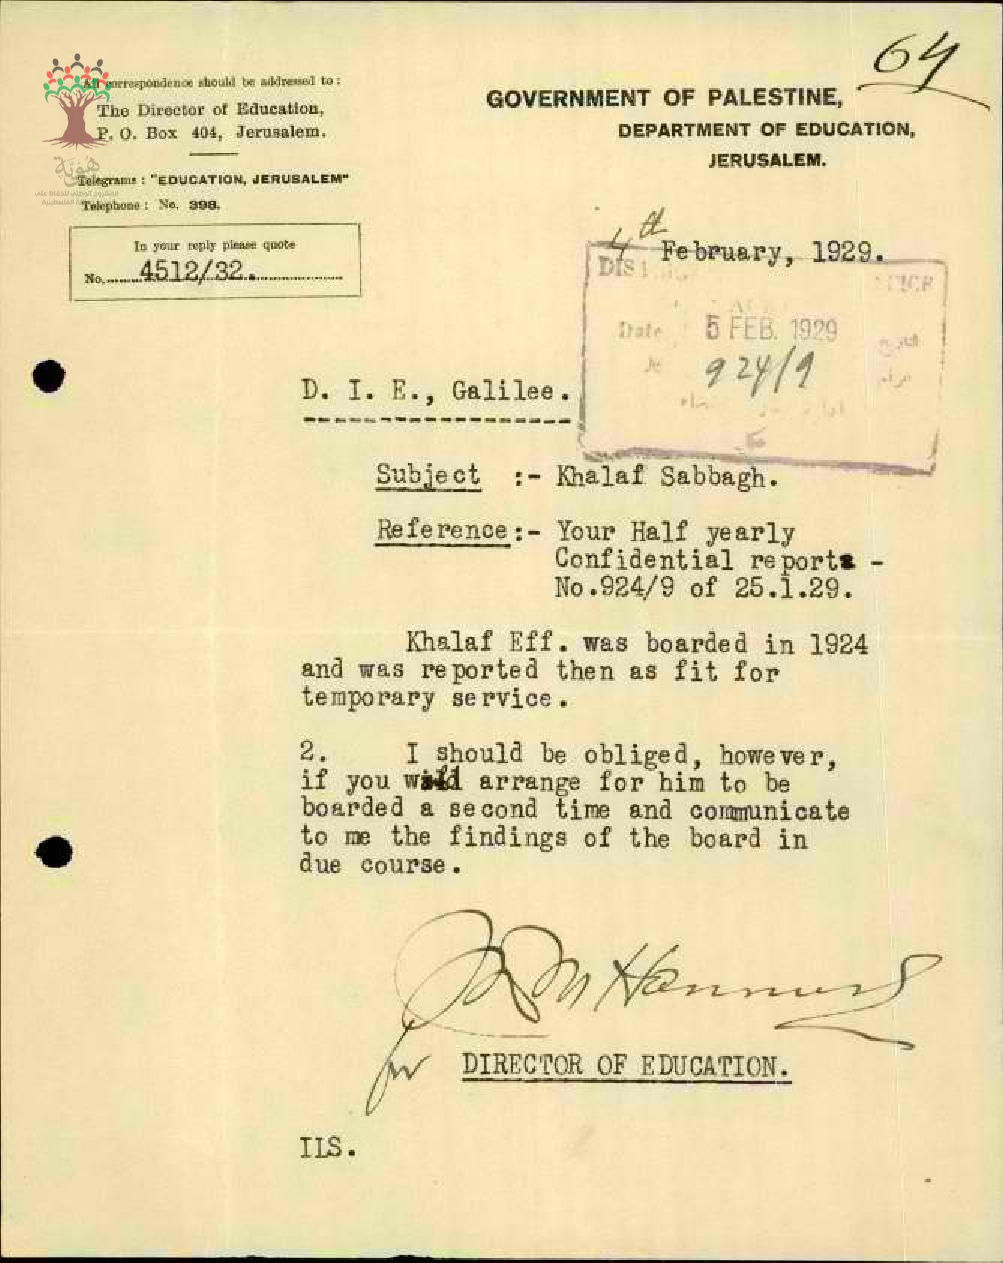 64
All correspondence should be addressed to :
The Director of Education,
P. O. Box 404, Jerusalem.
Telegrams : "EDUCATION, JERUSALEM"
Telephone : No. 398.
In your reply please quote
No. 4512/32.
GOVERNMENT OF PALESTINE,
DEPARTMENT OF EDUCATION,
JERUSALEM.
4th February, 1929.
Date 5 FEB. 1929
924/9
D. I. E., Galilee.
Subject :- Khalaf Sabbagh.
Reference :- Your Half yearly
Confidential reports -
No.924/9 of 25.1.29.
Khalaf Eff. was boarded in 1924
and was reported then as fit for
temporary service.
2. I should be obliged, however,
if you arrange for him to be
boarded a second time and communicate
to me the findings of the board in
due course.
for DIRECTOR OF EDUCATION.
ILS.
هوية